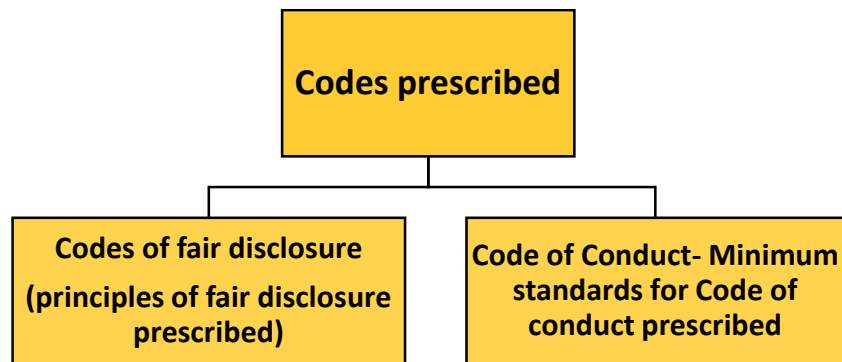 Codes prescribed
Codes of fair disclosure
(principles of fair disclosure
prescribed)
Code of Conduct- Minimum
standards for Code of
conduct prescribed